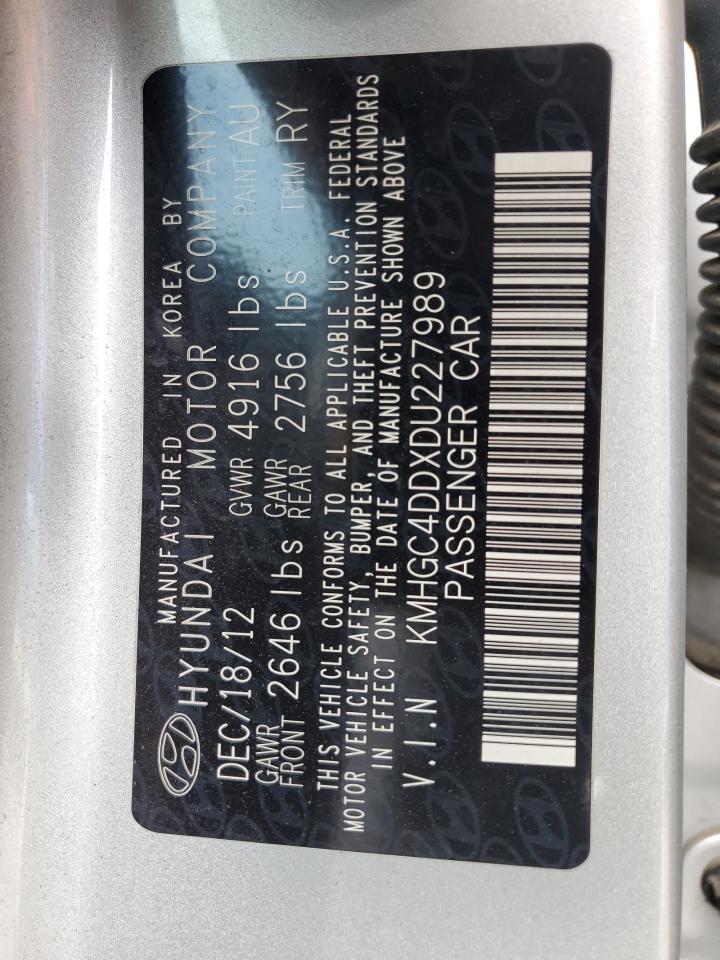 MANUFACTURED IN KOREA BY
HYUNDAI MOTOR COMPANY
DEC/18/12 GVWR 4916 lbs PAINT AU
GAWR FRONT 2646 lbs GAWR REAR 2756 lbs TRIM RY
THIS VEHICLE CONFORMS TO ALL APPLICABLE U.S.A. FEDERAL
MOTOR VEHICLE SAFETY, BUMPER, AND THEFT PREVENTION STANDARDS
IN EFFECT ON THE DATE OF MANUFACTURE SHOWN ABOVE
V.I.N KMHGC4DDXDU227989
PASSENGER CAR